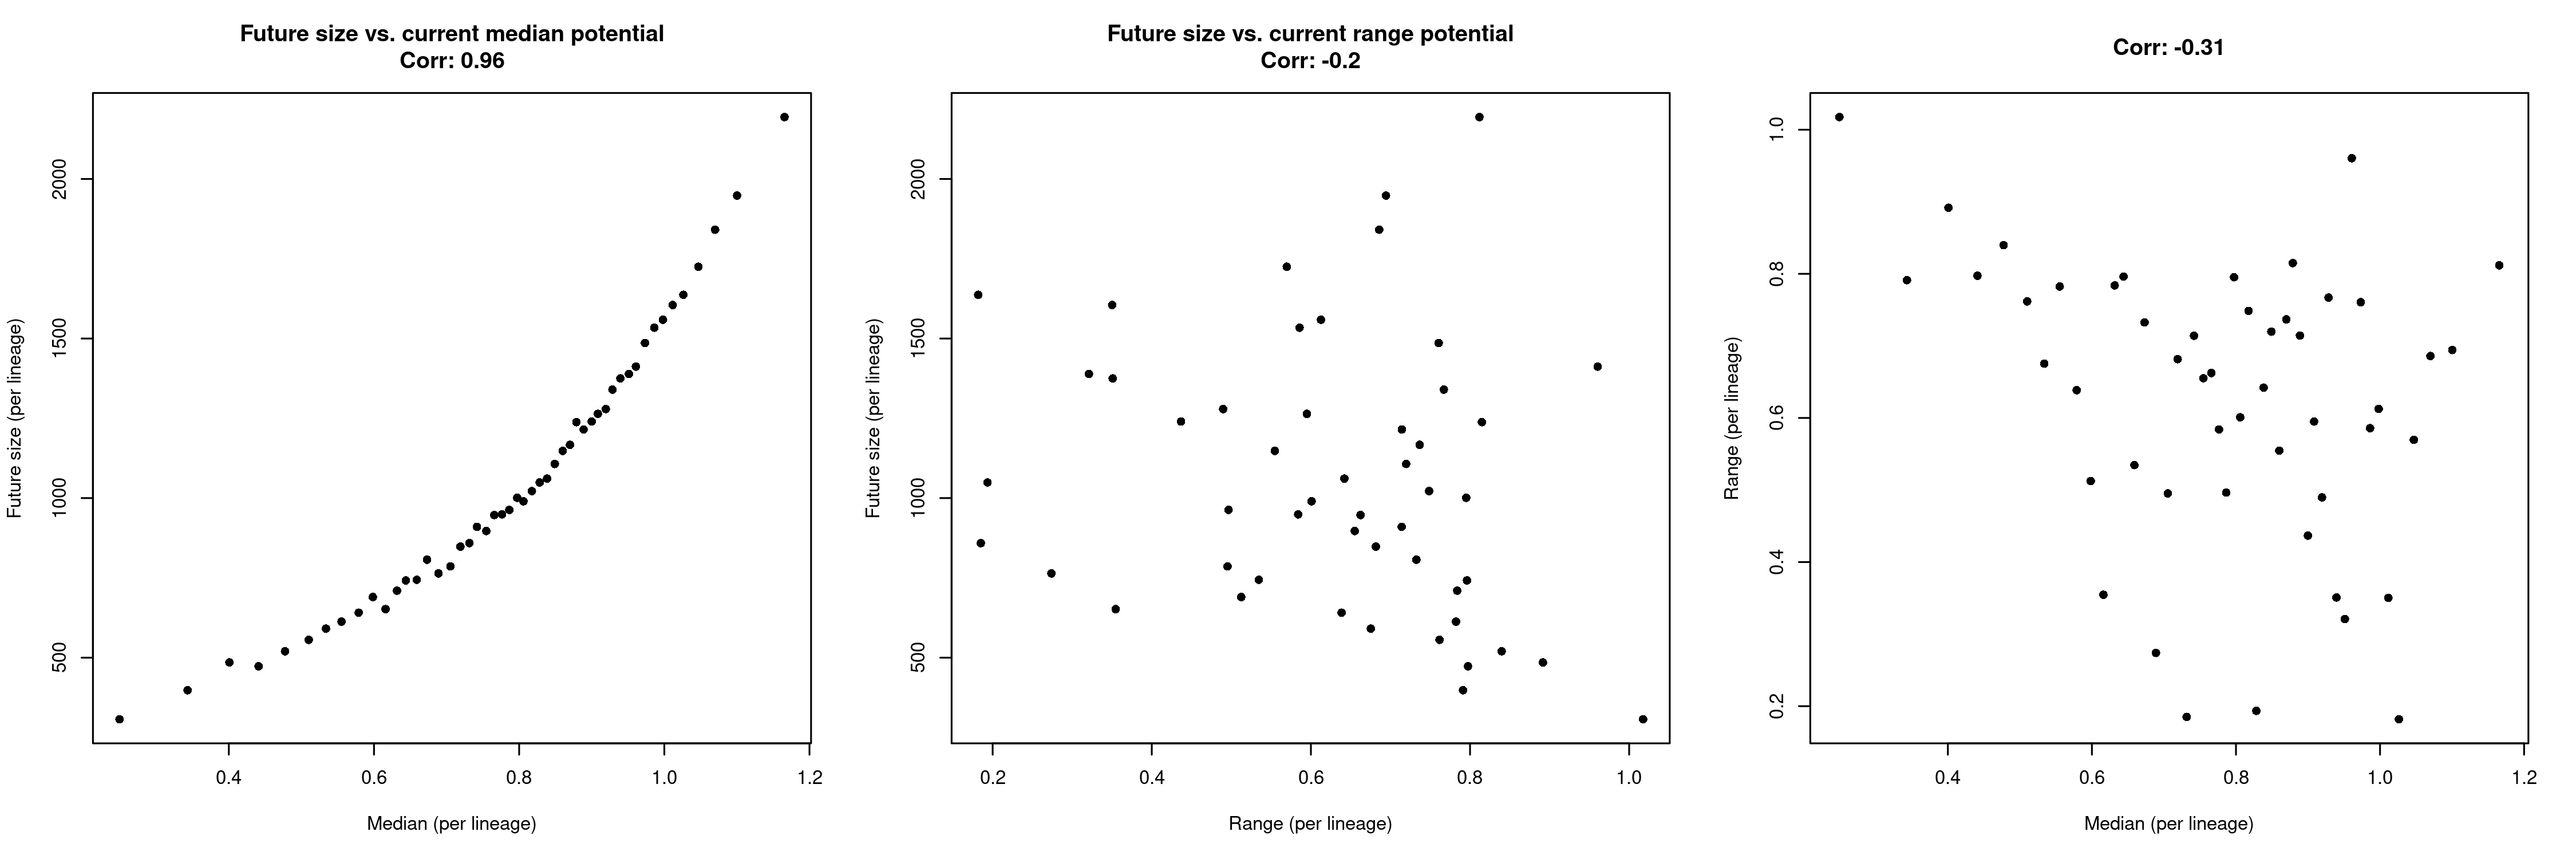 Future size vs. current median potential
Corr: 0.96
Future size (per lineage)
2000
1500
1000
500
0.4 0.6 0.8 1.0 1.2
Median (per lineage)
Future size vs. current range potential
Corr: -0.2
Future size (per lineage)
2000
1500
1000
500
0.2 0.4 0.6 0.8 1.0
Range (per lineage)
Corr: -0.31
Range (per lineage)
1.0
0.8
0.6
0.4
0.2
0.4 0.6 0.8 1.0 1.2
Median (per lineage)